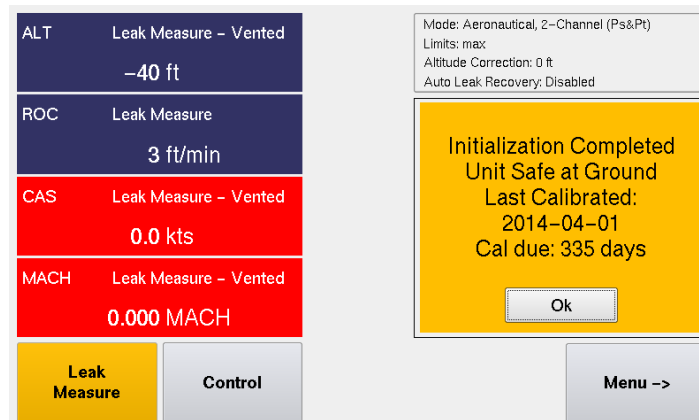 ALT Leak Measure – Vented
–40 ft
ROC Leak Measure
3 ft/min
CAS Leak Measure – Vented
0.0 kts
MACH Leak Measure – Vented
0.000 MACH
Leak
Measure
Control
Mode: Aeronautical, 2–Channel (Ps&Pt)
Limits: max
Altitude Correction: 0 ft
Auto Leak Recovery: Disabled
Initialization Completed
Unit Safe at Ground
Last Calibrated:
2014–04–01
Cal due: 335 days
Ok
Menu –>